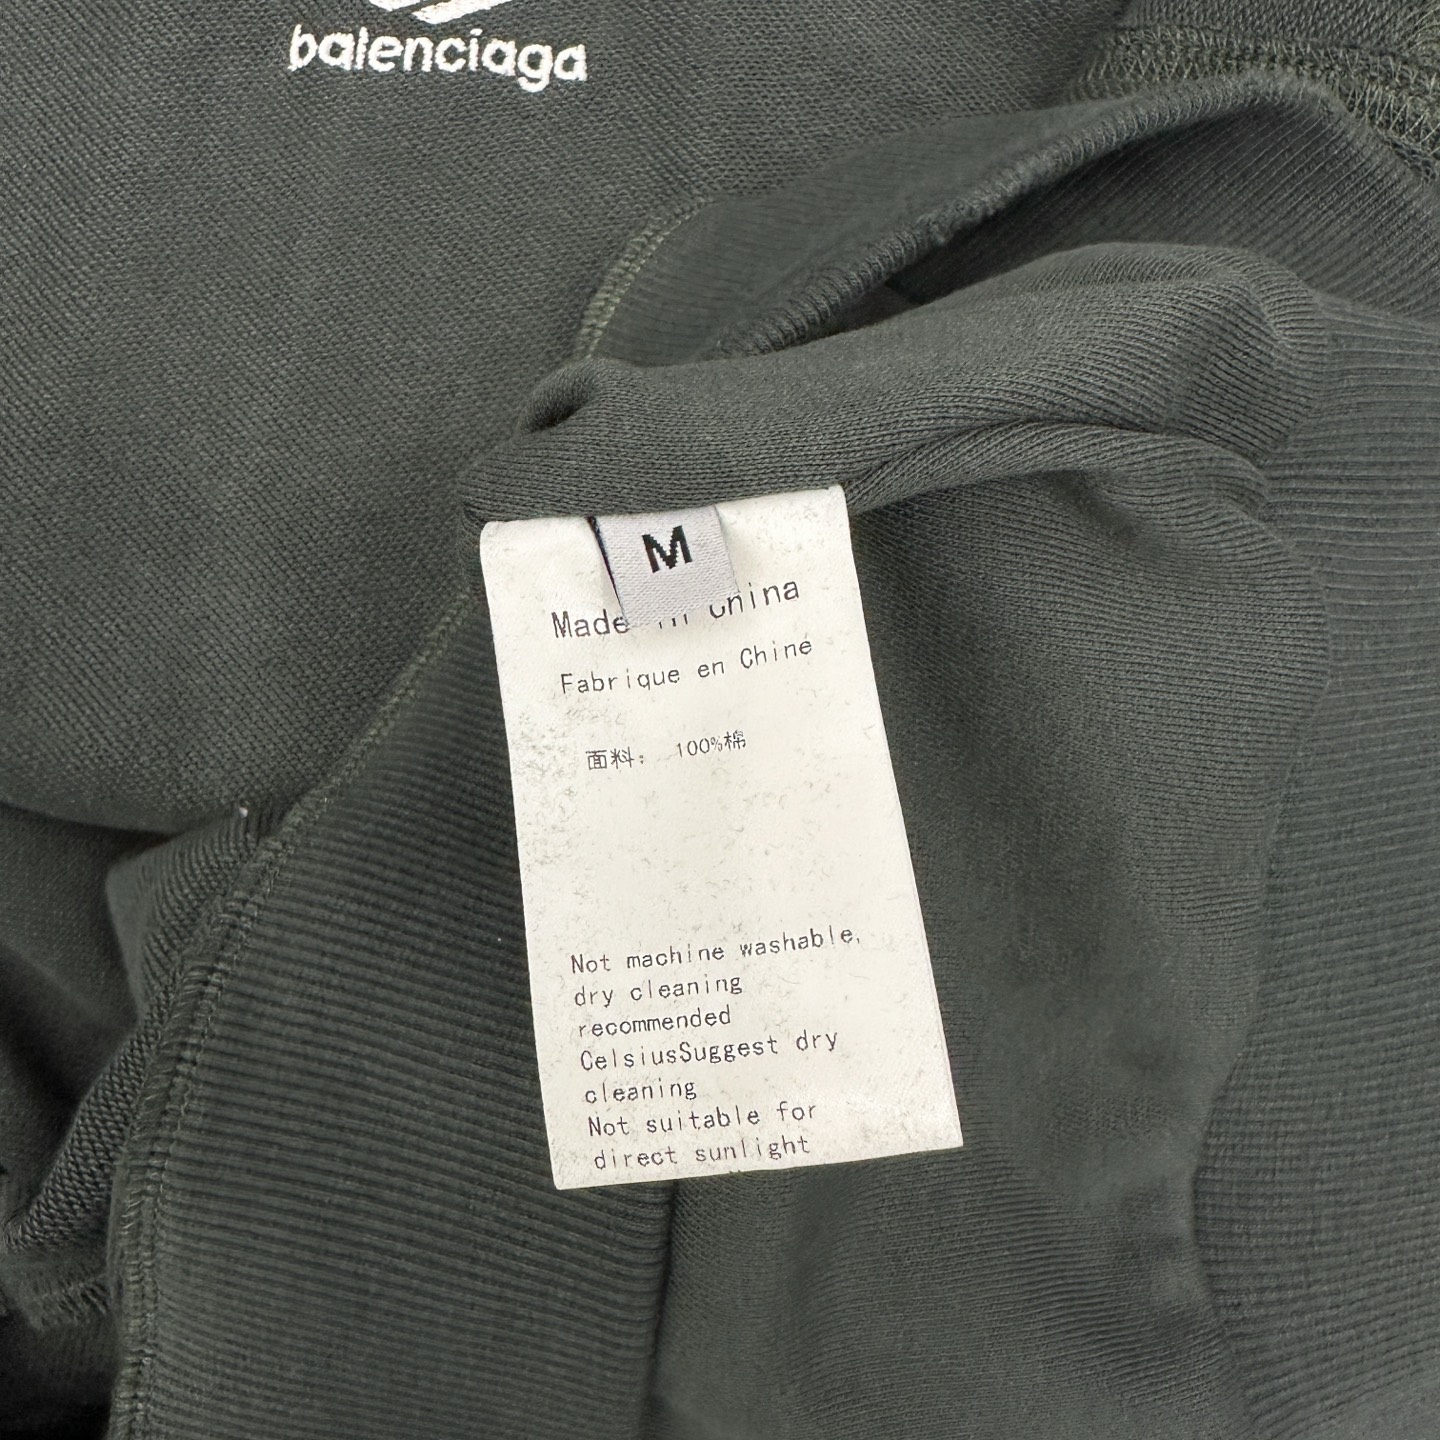 balenciaga
M
Made in China
Fabrique en Chine
面料: 100%棉
Not machine washable,
dry cleaning
recommended
CelsiusSuggest dry
cleaning
Not suitable for
direct sunlight